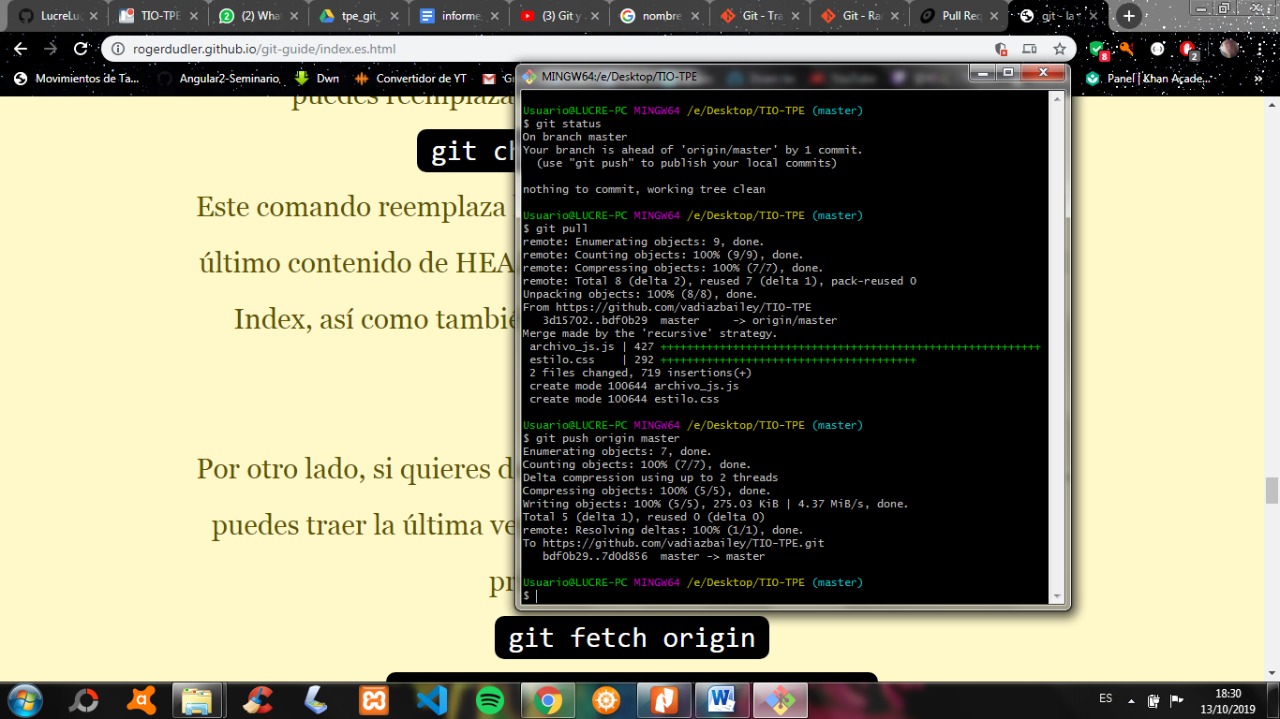 LucreLu
TIO-TPE
(2) Wha
tpe_git_
informe_
(3) Git y
nombre
Git - Tra
Git - Ra
Pull Rec
git - la
rogerdudler.github.io/git-guide/index.es.html
8
2
Movimientos de Ta...
Angular2-Seminario,
Dwn
Convertidor de YT
Panel | Khan Acade...
»
puedes reemplaza
git ch
Este comando reemplaza
último contenido de HEA
Index, así como tambié
Por otro lado, si quieres d
puedes traer la última ve
pr
git fetch origin
MINGW64:/e/Desktop/TIO-TPE
Usuario@LUCRE-PC MINGW64 /e/Desktop/TIO-TPE (master)
$ git status
On branch master
Your branch is ahead of 'origin/master' by 1 commit.
  (use "git push" to publish your local commits)
nothing to commit, working tree clean
Usuario@LUCRE-PC MINGW64 /e/Desktop/TIO-TPE (master)
$ git pull
remote: Enumerating objects: 9, done.
remote: Counting objects: 100% (9/9), done.
remote: Compressing objects: 100% (7/7), done.
remote: Total 8 (delta 2), reused 7 (delta 1), pack-reused 0
Unpacking objects: 100% (8/8), done.
From https://github.com/vadiazbailey/TIO-TPE
   3d15702..bdf0b29  master     -> origin/master
Merge made by the 'recursive' strategy.
 archivo_js.js | 427 ++++++++++++++++++++++++++++++++++++++++++++++++++++++++++
 estilo.css    | 292 +++++++++++++++++++++++++++++++++++++++
 2 files changed, 719 insertions(+)
 create mode 100644 archivo_js.js
 create mode 100644 estilo.css
Usuario@LUCRE-PC MINGW64 /e/Desktop/TIO-TPE (master)
$ git push origin master
Enumerating objects: 7, done.
Counting objects: 100% (7/7), done.
Delta compression using up to 2 threads
Compressing objects: 100% (5/5), done.
Writing objects: 100% (5/5), 275.03 KiB | 4.37 MiB/s, done.
Total 5 (delta 1), reused 0 (delta 0)
remote: Resolving deltas: 100% (1/1), done.
To https://github.com/vadiazbailey/TIO-TPE.git
   bdf0b29..7d0d856  master -> master
Usuario@LUCRE-PC MINGW64 /e/Desktop/TIO-TPE (master)
$
ES
18:30
13/10/2019